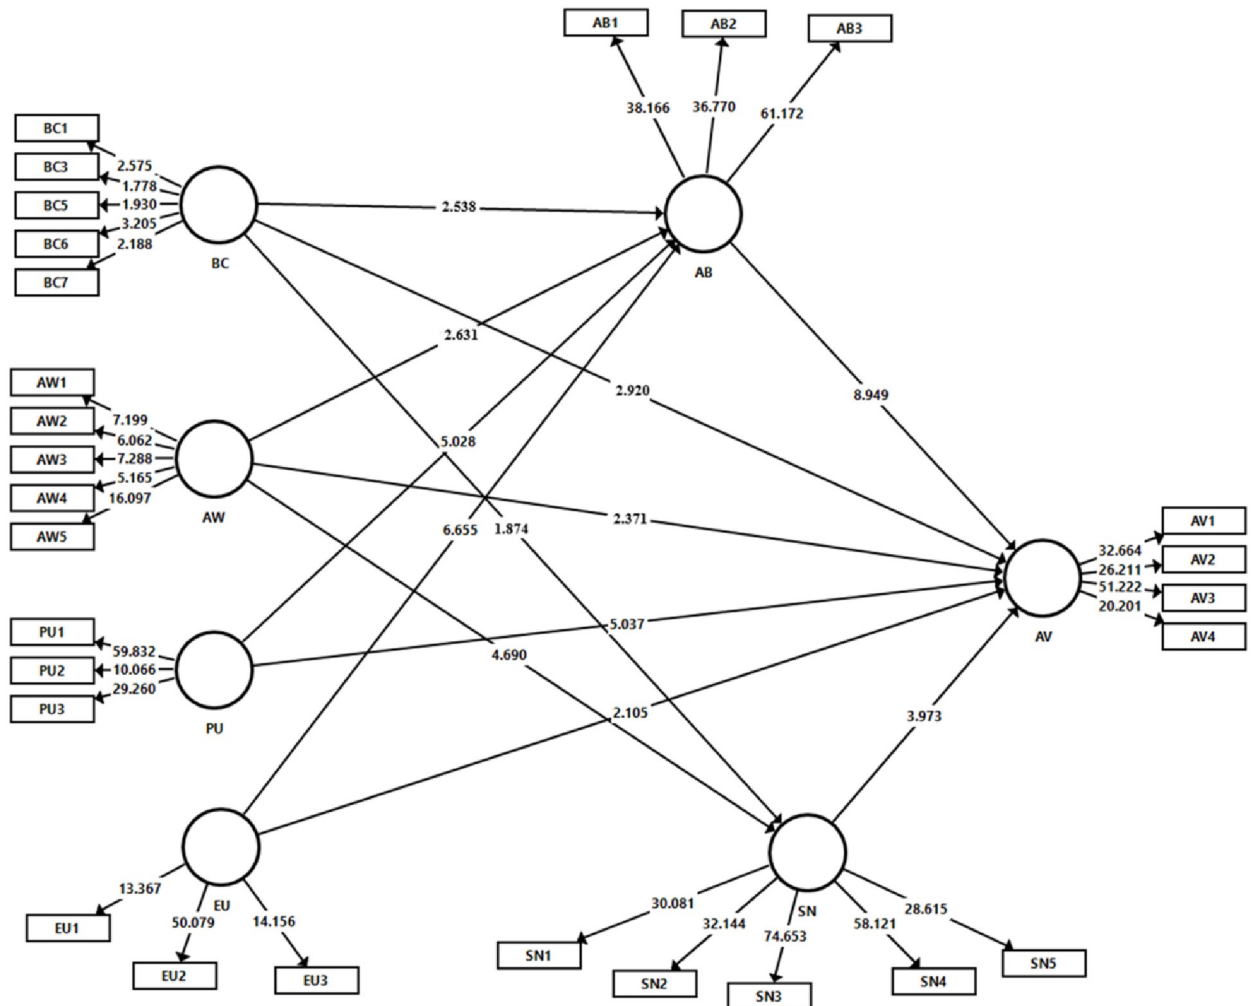 AB1
AB2
AB3
38.166
36.770
61.172
BC1
BC3
BC5
BC6
BC7
2.575
1.778
1.930
3.205
2.188
BC
2.538
AB
2.631
2.920
8.949
AW1
AW2
AW3
AW4
AW5
7.199
6.062
7.288
5.165
16.097
AW
5.028
2.371
6.655
1.874
AV1
AV2
AV3
AV4
32.664
26.211
51.222
20.201
AV
PU1
PU2
PU3
59.832
10.066
29.260
PU
5.037
4.690
2.105
3.973
EU
13.367
50.079
14.156
EU1
EU2
EU3
SN
30.081
32.144
74.653
58.121
28.615
SN1
SN2
SN3
SN4
SN5